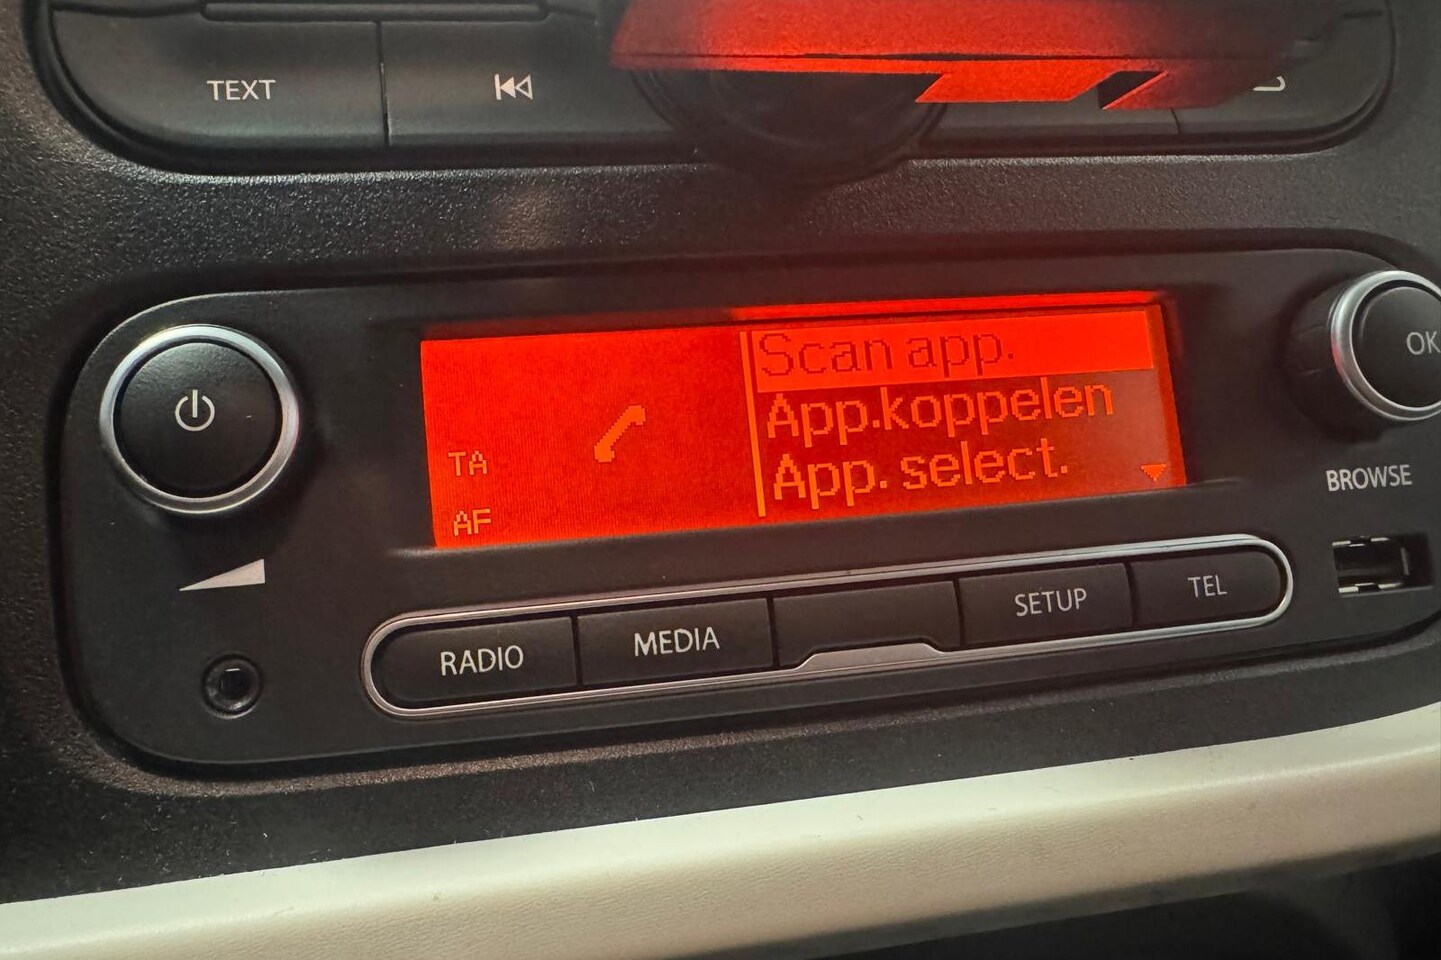 TEXT
Scan app.
App.koppelen
App. select.
TA
AF
OK
BROWSE
RADIO
MEDIA
SETUP
TEL